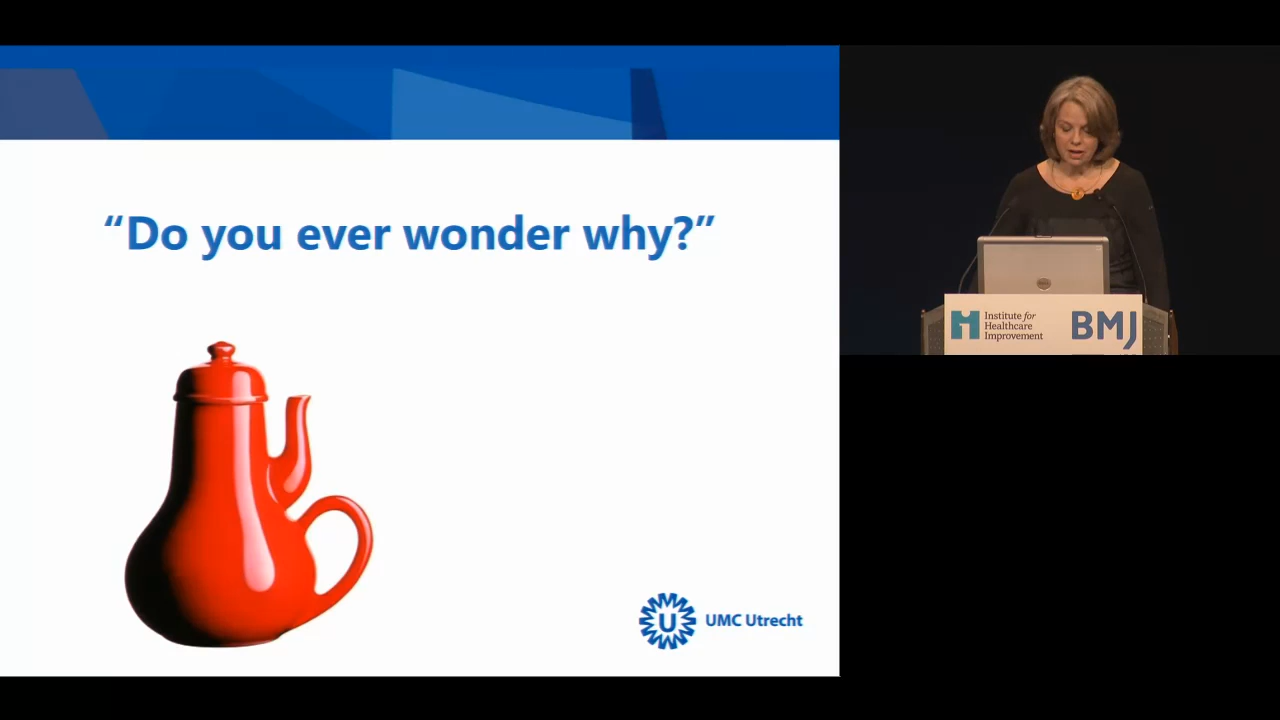 “Do you ever wonder why?”
U UMC Utrecht
Institute for
Healthcare
Improvement
BMJ